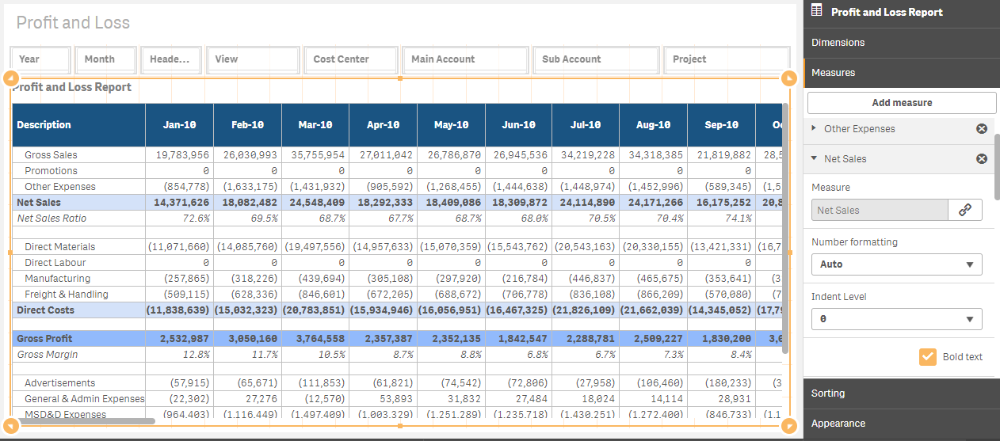 Profit and Loss
Year Month Heade... View Cost Center Main Account Sub Account Project
Profit and Loss Report
Description Jan-10 Feb-10 Mar-10 Apr-10 May-10 Jun-10 Jul-10 Aug-10 Sep-10
Gross Sales 19,783,956 26,030,993 35,755,954 27,011,042 26,786,870 26,945,536 34,219,228 34,318,385 21,819,882 28,5
Promotions 0 0 0 0 0 0 0 0 0
Other Expenses (854,778) (1,633,175) (1,431,932) (905,592) (1,268,455) (1,444,638) (1,448,974) (1,452,996) (589,345) (1,5
Net Sales 14,371,626 18,082,482 24,548,409 18,292,333 18,409,086 18,309,872 24,114,890 24,171,266 16,175,252 20,8
Net Sales Ratio 72.6% 69.5% 68.7% 67.7% 68.7% 68.0% 70.5% 70.4% 74.1%
Direct Materials (11,071,660) (14,085,760) (19,497,556) (14,957,633) (15,070,359) (15,543,762) (20,543,163) (20,330,155) (13,421,331) (16,7
Direct Labour 0 0 0 0 0 0 0 0 0
Manufacturing (257,865) (318,226) (439,694) (305,108) (297,920) (216,784) (446,837) (465,675) (353,641) (3
Freight & Handling (509,115) (628,336) (846,601) (672,205) (688,672) (706,778) (836,108) (866,209) (570,080) (7
Direct Costs (11,838,639) (15,032,323) (20,783,851) (15,934,946) (16,056,951) (16,467,325) (21,826,109) (21,662,039) (14,345,052) (17,79
Gross Profit 2,532,987 3,050,160 3,764,558 2,357,387 2,352,135 1,842,547 2,288,781 2,509,227 1,830,200 3,0
Gross Margin 12.8% 11.7% 10.5% 8.7% 8.8% 6.8% 6.7% 7.3% 8.4%
Advertisements (57,915) (65,671) (111,853) (61,821) (74,542) (72,806) (27,958) (106,460) (180,233) (3
General & Admin Expenses (22,302) 27,276 (12,570) 53,893 31,832 27,484 18,024 14,114 28,931
MSD&D Expenses (964,403) (1,116,449) (1,497,409) (1,003,329) (1,251,289) (1,235,718) (1,430,251) (1,272,400) (846,733) (1,1
Profit and Loss Report
Dimensions
Measures
Add measure
Other Expenses
Net Sales
Measure
Net Sales
Number formatting
Auto
Indent Level
0
Bold text
Sorting
Appearance